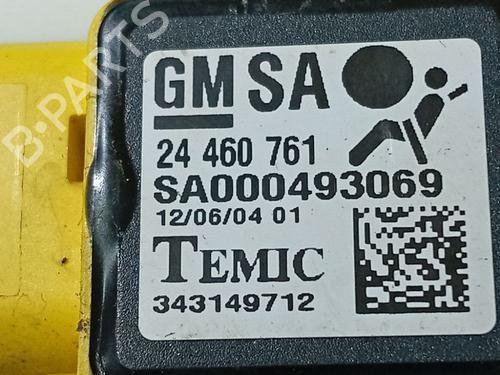 GM SA
24 460 761
SA000493069
12/06/04 01
TEMIC
343149712
B-PARTS